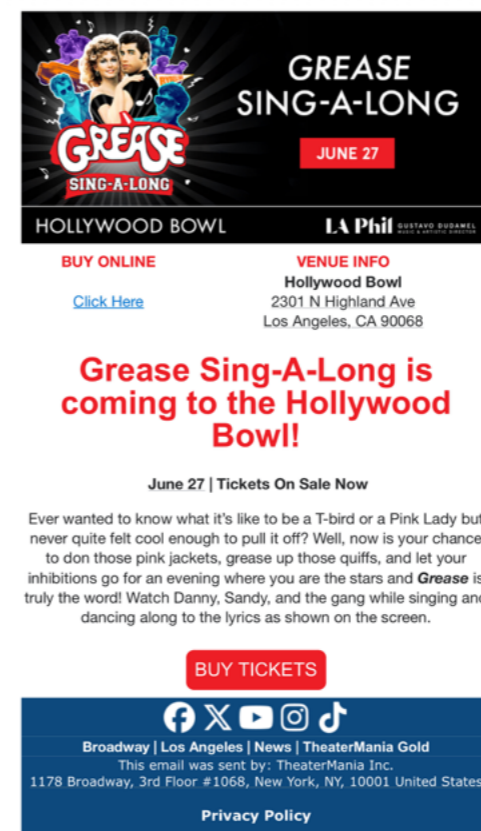 GREASE
SING-A-LONG
JUNE 27
GREASE
SING-A-LONG
HOLLYWOOD BOWL
LA Phil GUSTAVO DUDAMEL
MUSIC & ARTISTIC DIRECTOR
BUY ONLINE
Click Here
VENUE INFO
Hollywood Bowl
2301 N Highland Ave
Los Angeles, CA 90068
Grease Sing-A-Long is
coming to the Hollywood
Bowl!
June 27 | Tickets On Sale Now
Ever wanted to know what it's like to be a T-bird or a Pink Lady but
never quite felt cool enough to pull it off? Well, now is your chance
to don those pink jackets, grease up those quiffs, and let your
inhibitions go for an evening where you are the stars and Grease is
truly the word! Watch Danny, Sandy, and the gang while singing and
dancing along to the lyrics as shown on the screen.
BUY TICKETS
Broadway | Los Angeles | News | TheaterMania Gold
This email was sent by: TheaterMania Inc.
1178 Broadway, 3rd Floor #1068, New York, NY, 10001 United States
Privacy Policy